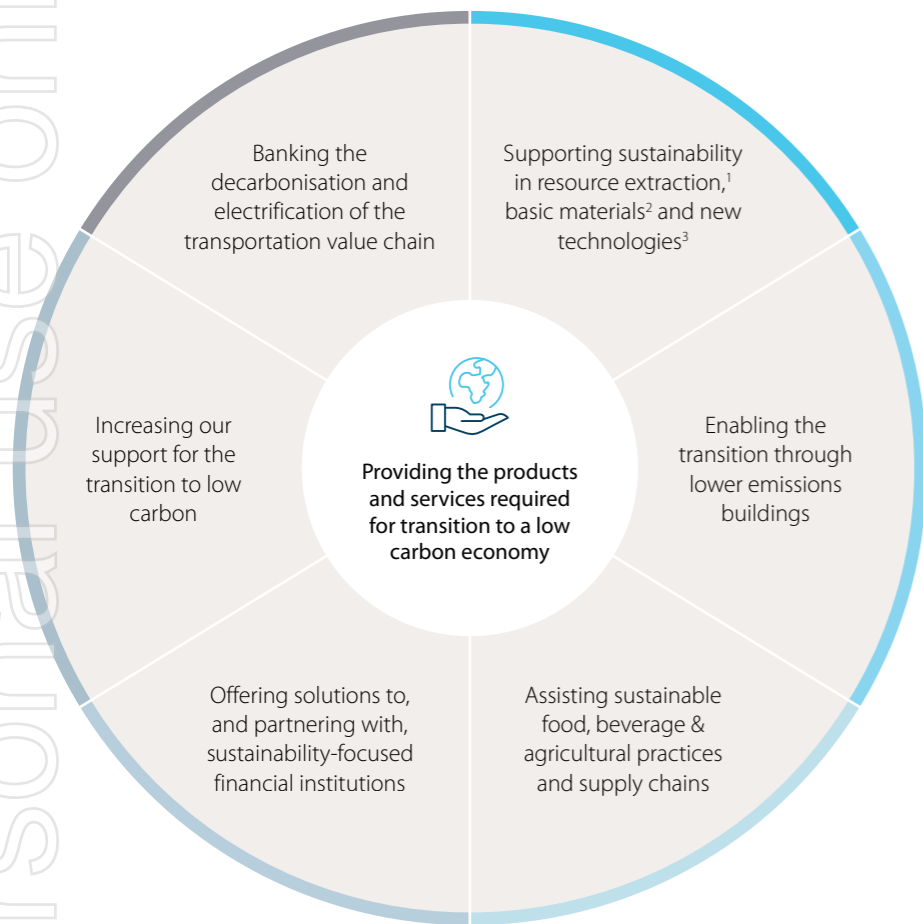 rsonal use onl
Banking the
decarbonisation and
electrification of the
transportation value chain
Supporting sustainability
in resource extraction,¹
basic materials² and new
technologies³
Increasing our
support for the
transition to low
carbon
Providing the products
and services required
for transition to a low
carbon economy
Enabling the
transition through
lower emissions
buildings
Offering solutions to,
and partnering with,
sustainability-focused
financial institutions
Assisting sustainable
food, beverage &
agricultural practices
and supply chains